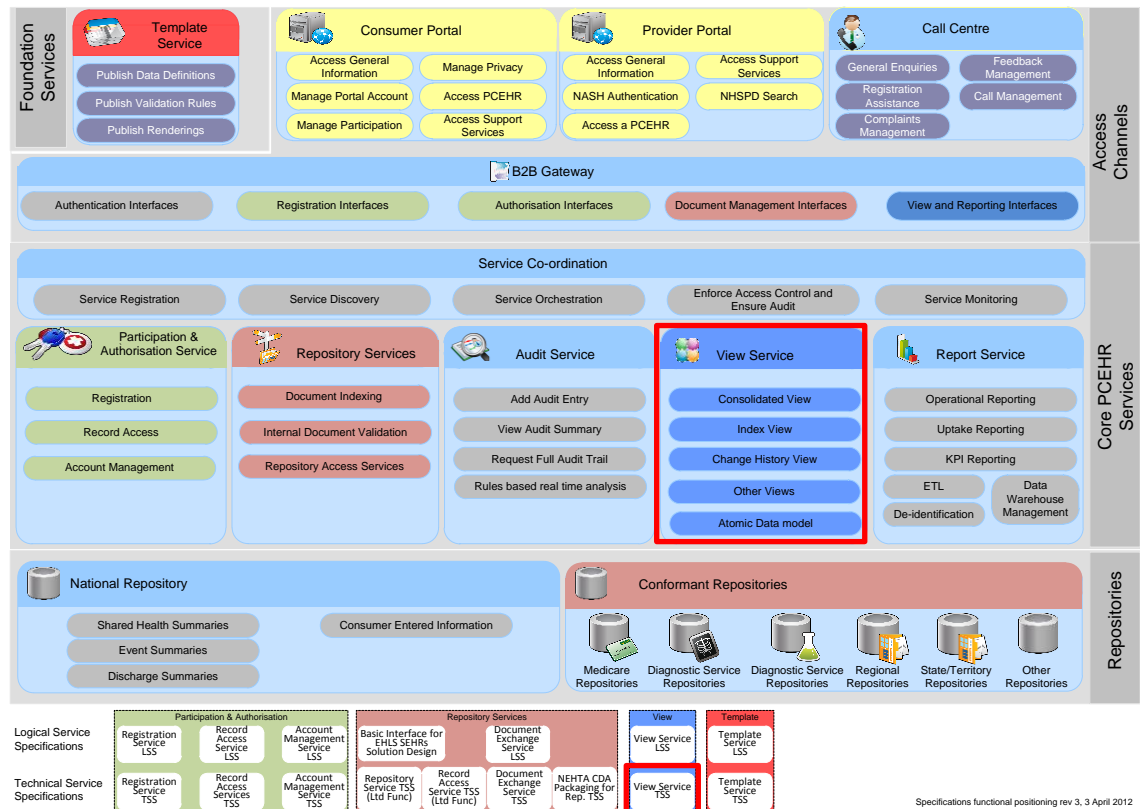 Foundation
Services
Template
Service
Publish Data Definitions
Publish Validation Rules
Publish Renderings
Consumer Portal
Access General
Information
Manage Privacy
Manage Portal Account
Access PCEHR
Manage Participation
Access Support
Services
Provider Portal
Access General
Information
Access Support
Services
NASH Authentication
NHSPD Search
Access a PCEHR
Call Centre
General Enquiries
Feedback
Management
Registration
Assistance
Call Management
Complaints
Management
Access
Channels
B2B Gateway
Authentication Interfaces
Registration Interfaces
Authorisation Interfaces
Document Management Interfaces
View and Reporting Interfaces
Service Co-ordination
Service Registration
Service Discovery
Service Orchestration
Enforce Access Control and
Ensure Audit
Service Monitoring
Core PCEHR
Services
Participation &
Authorisation Service
Registration
Record Access
Account Management
Repository Services
Document Indexing
Internal Document Validation
Repository Access Services
Audit Service
Add Audit Entry
View Audit Summary
Request Full Audit Trail
Rules based real time analysis
View Service
Consolidated View
Index View
Change History View
Other Views
Atomic Data model
Report Service
Operational Reporting
Uptake Reporting
KPI Reporting
ETL
De-identification
Data
Warehouse
Management
Repositories
National Repository
Shared Health Summaries
Event Summaries
Discharge Summaries
Consumer Entered Information
Conformant Repositories
Medicare
Repositories
Diagnostic Service
Repositories
Diagnostic Service
Repositories
Regional
Repositories
State/Territory
Repositories
Other
Repositories
Participation & Authorisation
Repository Services
View
Template
Logical Service
Specifications
Registration
Service
LSS
Record
Access
Service
LSS
Account
Management
Service
LSS
Basic Interface for
EHLS SEHRs
Solution Design
Document
Exchange
Service
LSS
View Service
LSS
Template
Service
LSS
Technical Service
Specifications
Registration
Service
TSS
Record
Access
Services
TSS
Account
Management
Service
TSS
Repository
Service TSS
(Ltd Func)
Record
Access
Service TSS
(Ltd Func)
Document
Exchange
Service
TSS
NEHTA CDA
Packaging for
Rep. TSS
View Service
TSS
Template
Service
TSS
Specifications functional positioning rev 3, 3 April 2012